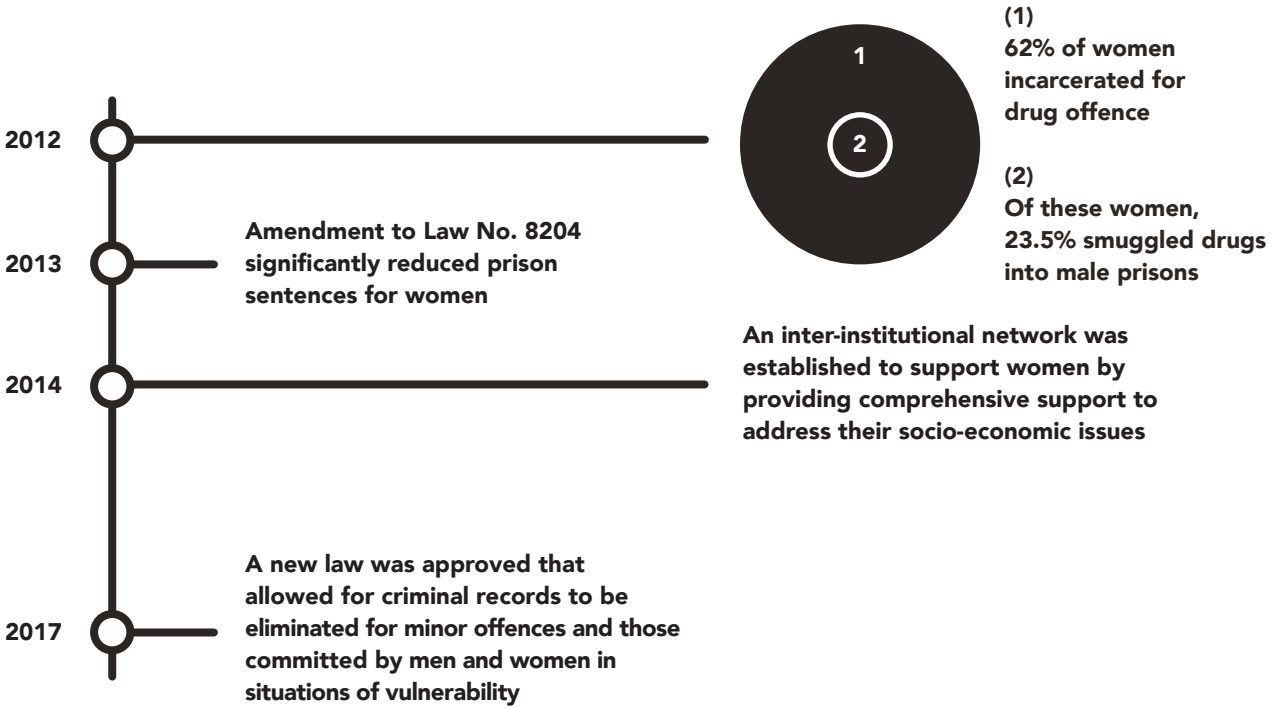 2012
1
2
(1)
62% of women
incarcerated for
drug offence
(2)
Of these women,
23.5% smuggled drugs
into male prisons
2013
Amendment to Law No. 8204
significantly reduced prison
sentences for women
2014
An inter-institutional network was
established to support women by
providing comprehensive support to
address their socio-economic issues
2017
A new law was approved that
allowed for criminal records to be
eliminated for minor offences and those
committed by men and women in
situations of vulnerability